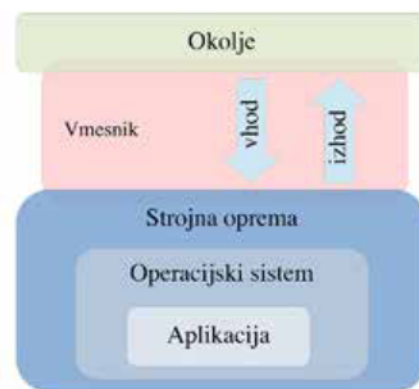 Okolje
Vmesnik
vhod
izhod
Strojna oprema
Operacijski sistem
Aplikacija